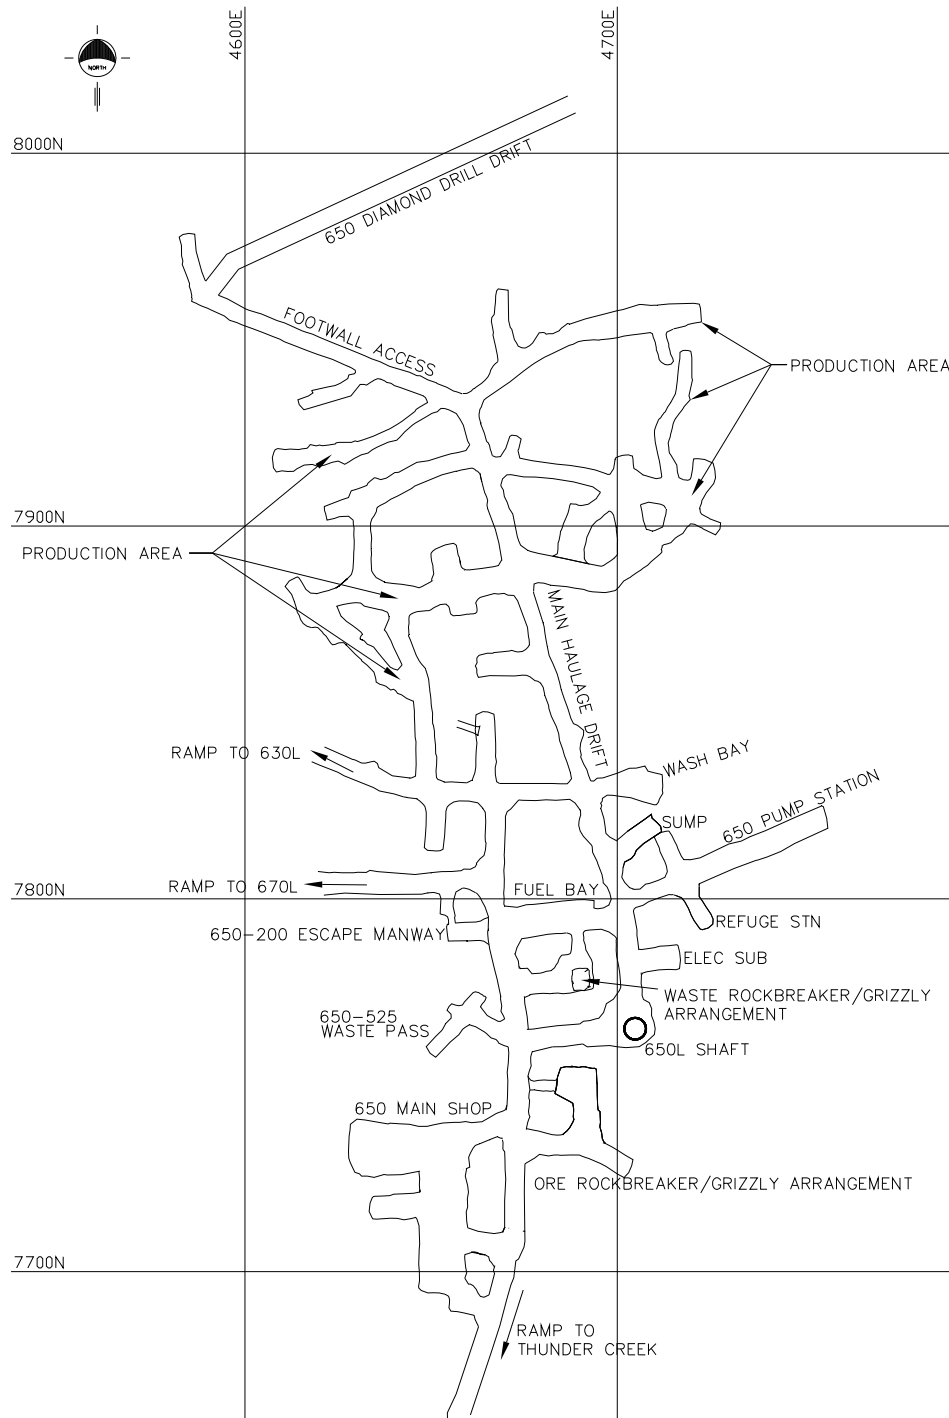 4600E
4700E
NORTH
8000N
650 DIAMOND DRILL DRIFT
FOOTWALL ACCESS
PRODUCTION AREA
7900N
PRODUCTION AREA
MAIN HAULAGE DRIFT
RAMP TO 630L
WASH BAY
SUMP
650 PUMP STATION
RAMP TO 670L
FUEL BAY
7800N
REFUGE STN
650-200 ESCAPE MANWAY
ELEC SUB
WASTE ROCKBREAKER/GRIZZLY
ARRANGEMENT
650-525
WASTE PASS
650L SHAFT
650 MAIN SHOP
ORE ROCKBREAKER/GRIZZLY ARRANGEMENT
7700N
RAMP TO
THUNDER CREEK